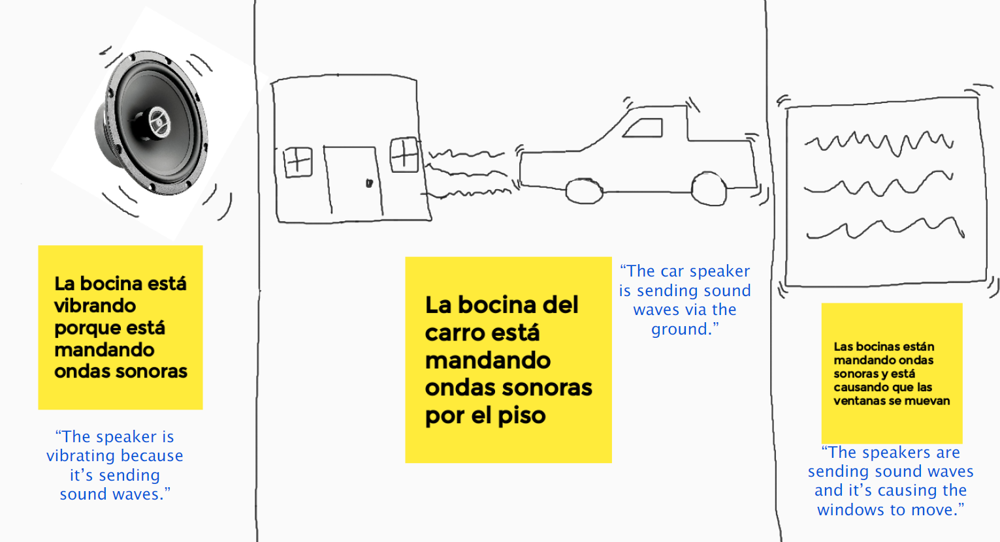 La bocina está
vibrando
porque está
mandando
ondas sonoras
“The speaker is
vibrating because
it’s sending
sound waves.”
La bocina del
carro está
mandando
ondas sonoras
por el piso
“The car speaker
is sending sound
waves via the
ground.”
Las bocinas están
mandando ondas
sonoras y está
causando que las
ventanas se muevan
“The speakers are
sending sound waves
and it’s causing the
windows to move.”